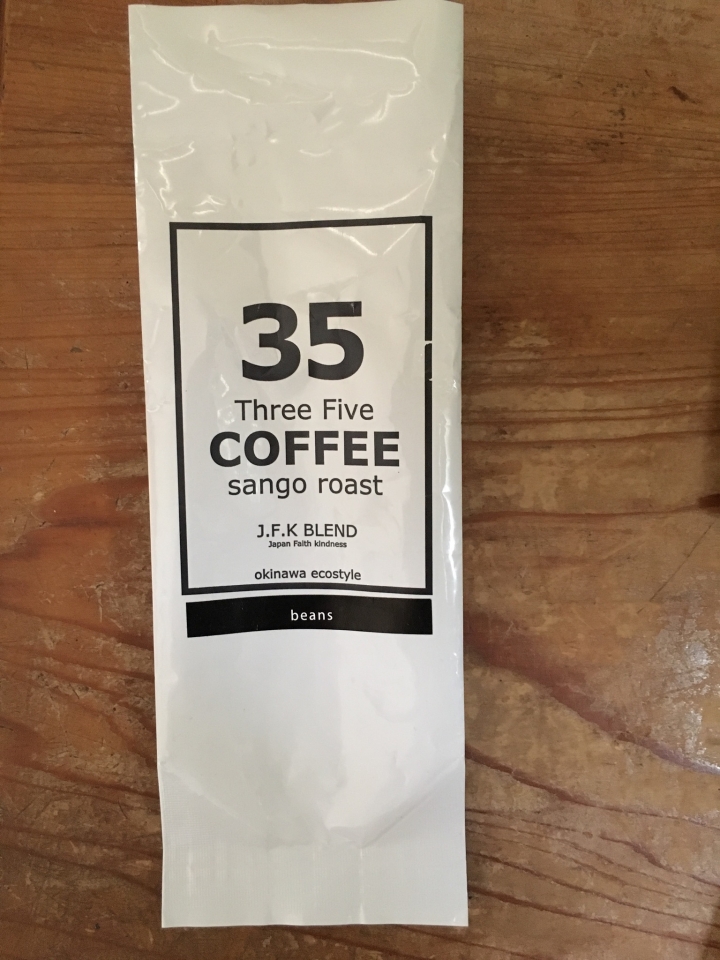 35
Three Five
COFFEE
sango roast
J.F.K BLEND
Japan Faith kindness
okinawa ecostyle
beans